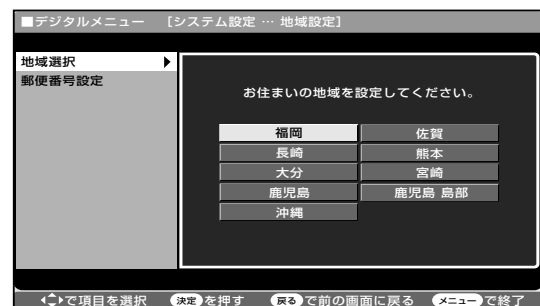 ■デジタルメニュー [システム設定 … 地域設定]
地域選択
郵便番号設定
お住まいの地域を設定してください。
福岡 佐賀
長崎 熊本
大分 宮崎
鹿児島 鹿児島 島部
沖縄
で項目を選択 決定を押す 戻るで前の画面に戻る メニューで終了